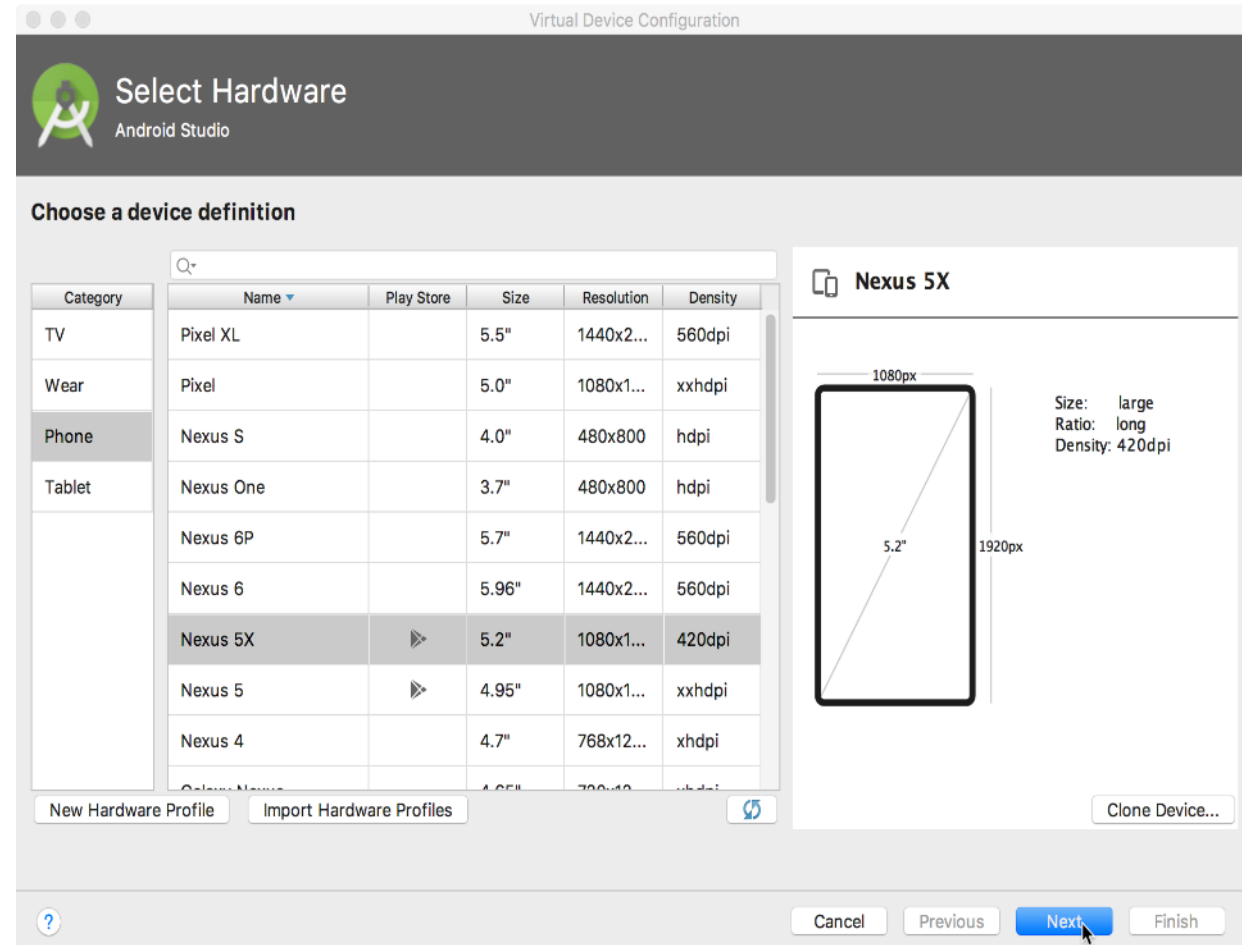 Virtual Device Configuration
Select Hardware
Android Studio
Choose a device definition
Category
TV
Wear
Phone
Tablet
Name Play Store Size Resolution Density
Pixel XL 5.5" 1440x2... 560dpi
Pixel 5.0" 1080x1... xxhdpi
Nexus S 4.0" 480x800 hdpi
Nexus One 3.7" 480x800 hdpi
Nexus 6P 5.7" 1440x2... 560dpi
Nexus 6 5.96" 1440x2... 560dpi
Nexus 5X 5.2" 1080x1... 420dpi
Nexus 5 4.95" 1080x1... xxhdpi
Nexus 4 4.7" 768x12... xhdpi
New Hardware Profile Import Hardware Profiles
Nexus 5X
1080px
Size: large
Ratio: long
Density: 420dpi
5.2" 1920px
Clone Device...
? Cancel Previous Next Finish